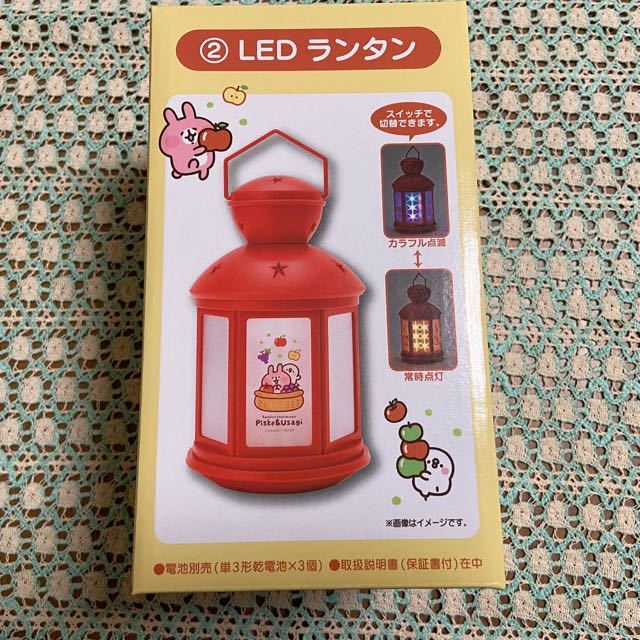 ② LED ランタン
スイッチで
切替できます。
カラフル点滅
常時点灯
Piske&Usagi
※画像はイメージです。
●電池別売(単3形乾電池×3個) ●取扱説明書(保証書付)在中